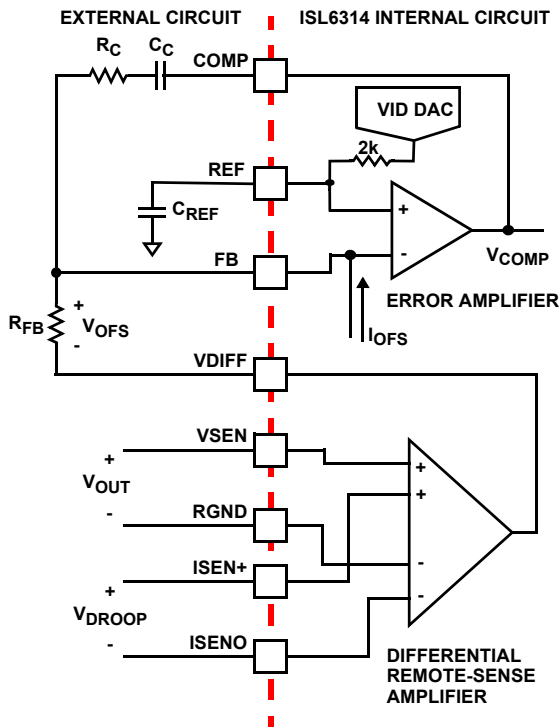 EXTERNAL CIRCUIT
ISL6314 INTERNAL CIRCUIT
RC
CC
COMP
VID DAC
2k
REF
CREF
+
-
VCOMP
FB
ERROR AMPLIFIER
IOFS
RFB
+
VOFS
-
VDIFF
VSEN
+
VOUT
-
RGND
ISEN+
+
VDROOP
-
ISENO
+
+
-
-
DIFFERENTIAL
REMOTE-SENSE
AMPLIFIER